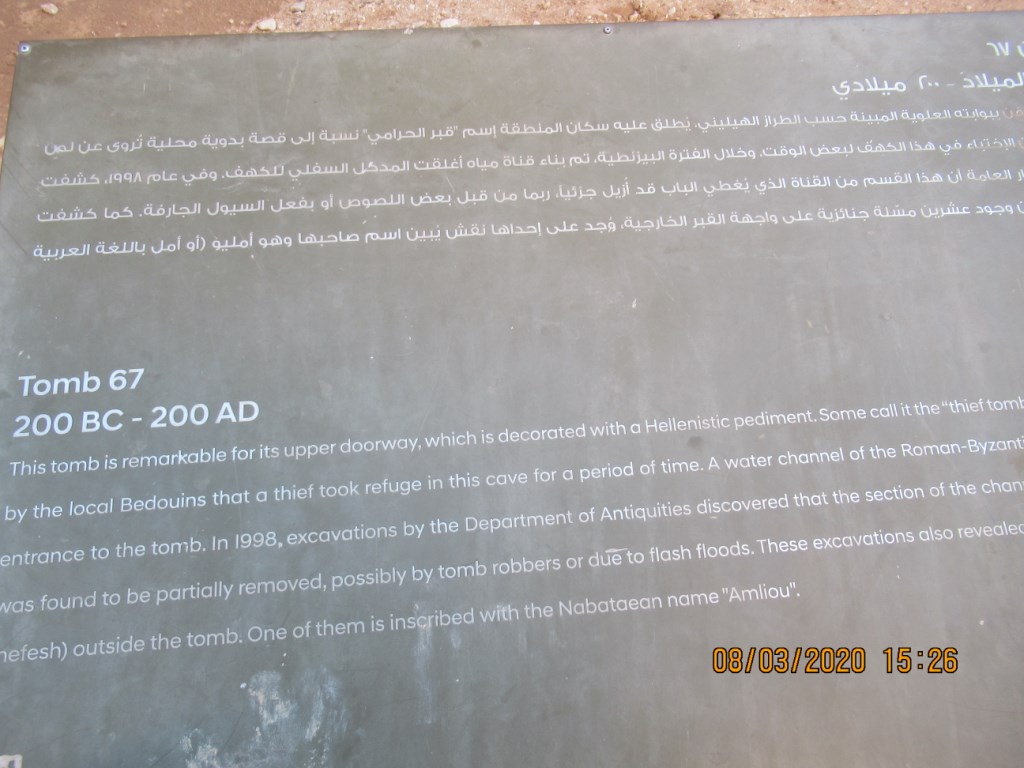 ٦٧
الميلاد - ٢٠٠ ميلادي
ببوابته العلوية المبينة حسب الطراز الهيليني. يُطلق عليه سكان المنطقة إسم "قبر الحرامي" نسبة إلى قصة بدوية محلية تُروى عن لص
الإختباء في هذا الكهف لبعض الوقت. وخلال الفترة البيزنطية، تم بناء قناة مياه أغلقت المدخل السفلي للكهف. وفي عام ١٩٩٨، كشفت
العامة أن هذا القسم من القناة الذي يُغطي الباب قد أُزيل جزئياً، ربما من قبل بعض اللصوص أو بفعل السيول الجارفة. كما كشفت
وجود عشرين مسّلة جنائزية على واجهة القبر الخارجية، وُجد على إحداها نقش يُبين اسم صاحبها وهو أمليو (أو أمل باللغة العربية
Tomb 67
200 BC - 200 AD
This tomb is remarkable for its upper doorway, which is decorated with a Hellenistic pediment. Some call it the "thief tomb
by the local Bedouins that a thief took refuge in this cave for a period of time. A water channel of the Roman-Byzanti
entrance to the tomb. In 1998, excavations by the Department of Antiquities discovered that the section of the chan
was found to be partially removed, possibly by tomb robbers or due to flash floods. These excavations also revealed
nefesh) outside the tomb. One of them is inscribed with the Nabataean name "Amliou".
08/03/2020 15:26